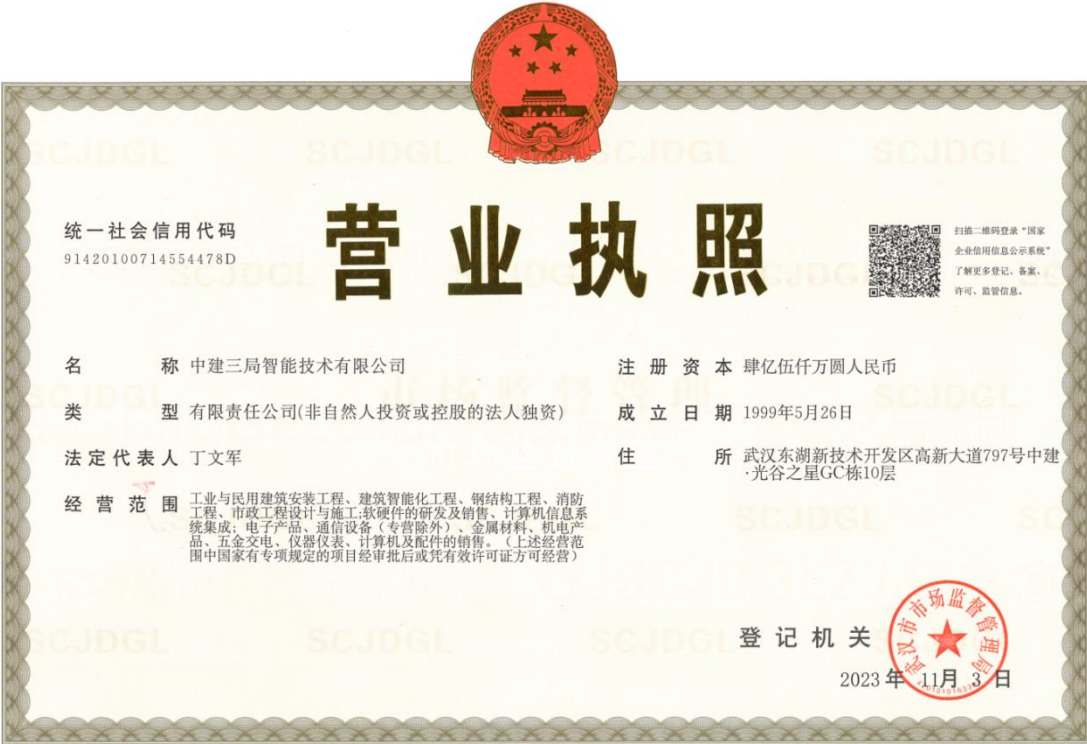 营业执照
统一社会信用代码
91420100714554478D
扫描二维码登录“国家
企业信用信息公示系统”
了解更多登记、备案、
许可、监管信息。
名称 中建三局智能技术有限公司
类型 有限责任公司(非自然人投资或控股的法人独资)
法定代表人 丁文军
经营范围 工业与民用建筑安装工程、建筑智能化工程、钢结构工程、消防
工程、市政工程设计与施工;软硬件的研发及销售、计算机信息系
统集成；电子产品、通信设备（专营除外）、金属材料、机电产
品、五金交电、仪器仪表、计算机及配件的销售。（上述经营范
围中国家有专项规定的项目经审批后或凭有效许可证方可经营）
注册资本 肆亿伍仟万圆人民币
成立日期 1999年5月26日
住所 武汉东湖新技术开发区高新大道797号中建
·光谷之星GC栋10层
登记机关
武汉市市场监督管理局
2023年11月3日
SCJDGL
市场监督管理